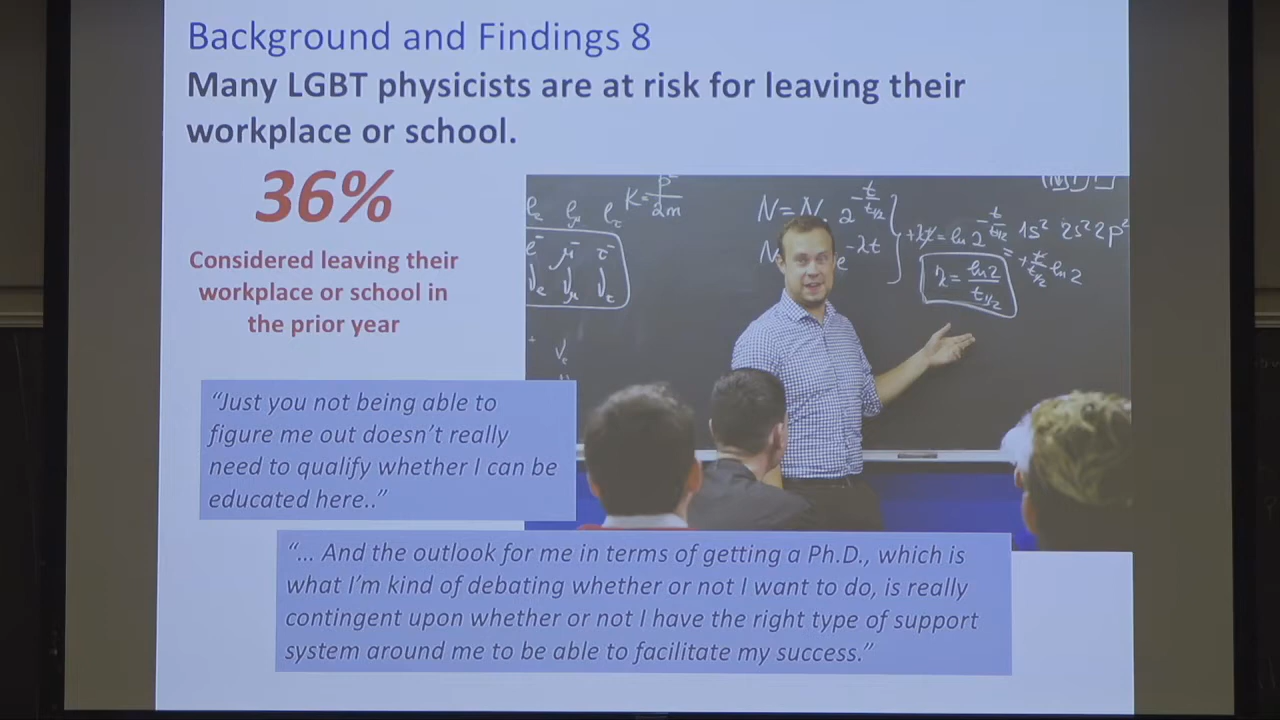 Background and Findings 8
Many LGBT physicists are at risk for leaving their
workplace or school.
36%
Considered leaving their
workplace or school in
the prior year
“Just you not being able to
figure me out doesn’t really
need to qualify whether I can be
educated here..”
“... And the outlook for me in terms of getting a Ph.D., which is
what I’m kind of debating whether or not I want to do, is really
contingent upon whether or not I have the right type of support
system around me to be able to facilitate my success.”
1s² 2s²2p²